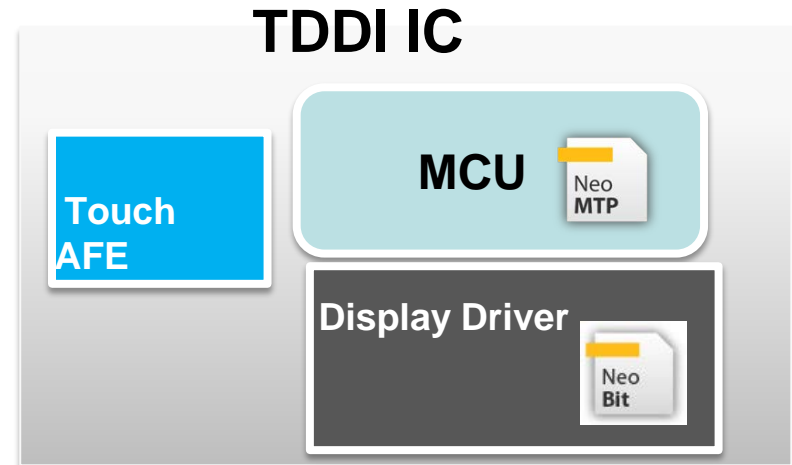 TDDI IC
MCU
Neo
MTP
Touch
AFE
Display Driver
Neo
Bit